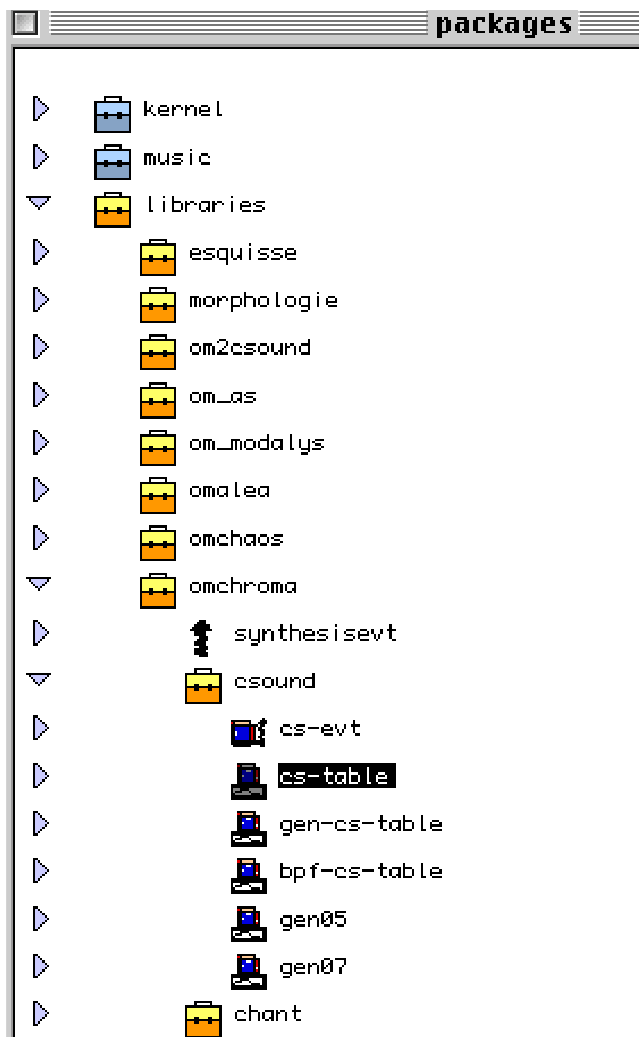 packages
kernel
music
libraries
esquisse
morphologie
om2csound
om_as
om_modalys
omalea
omchaos
omchroma
synthesisevt
csound
cs-evt
cs-table
gen-cs-table
bpf-cs-table
gen05
gen07
chant